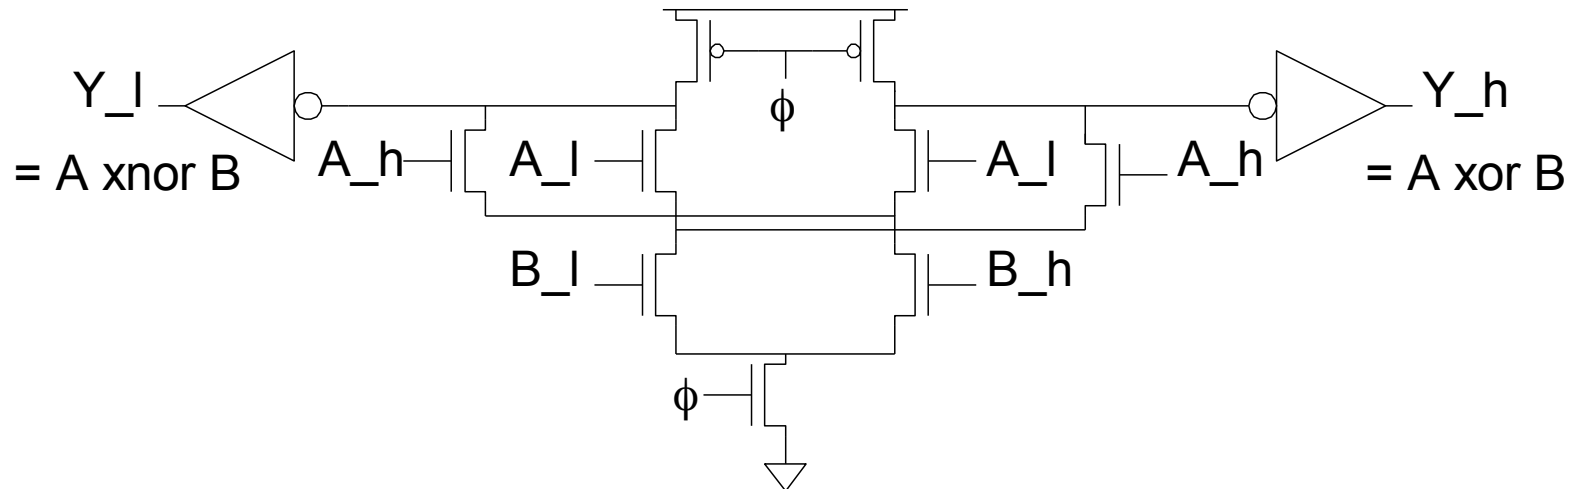 Y_l
ϕ
Y_h
= A xnor B
A_h
A_l
A_l
A_h
= A xor B
B_l
B_h
ϕ